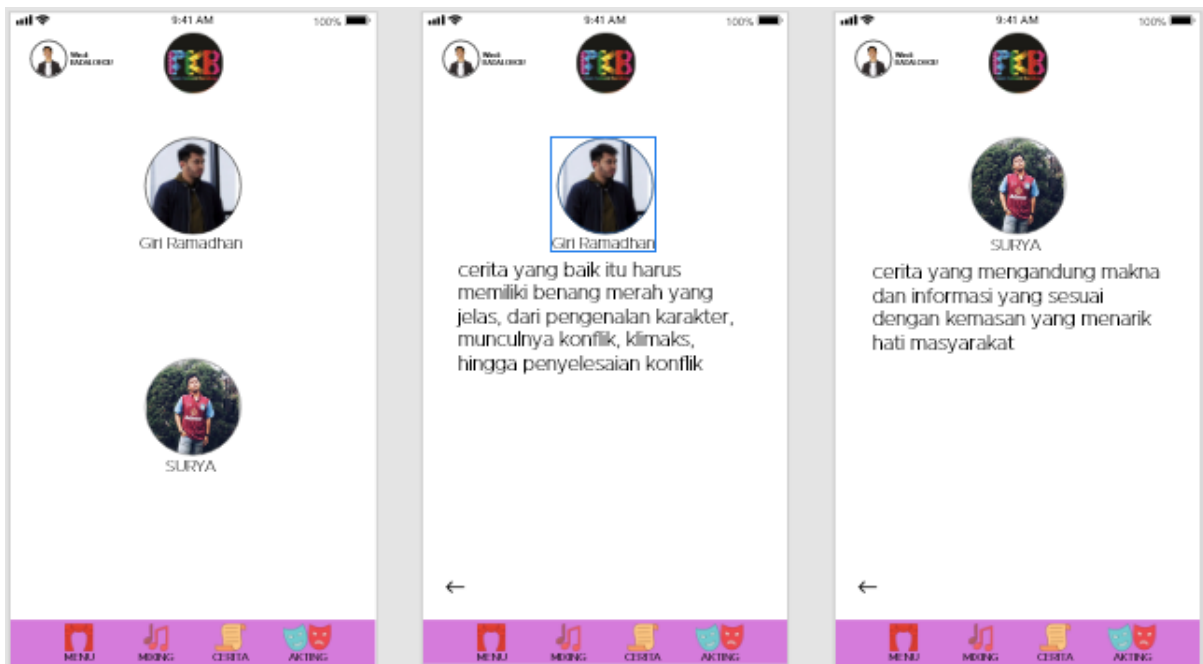 9:41 AM
100%
PKB
Giri Ramadhan
SURYA
MENU
MIXING
CERITA
AKTING
9:41 AM
100%
PKB
Giri Ramadhan
cerita yang baik itu harus
memiliki benang merah yang
jelas, dari pengenalan karakter,
munculnya konflik, klimaks,
hingga penyelesaian konflik
MENU
MIXING
CERITA
AKTING
9:41 AM
100%
PKB
SURYA
cerita yang mengandung makna
dan informasi yang sesuai
dengan kemasan yang menarik
hati masyarakat
MENU
MIXING
CERITA
AKTING